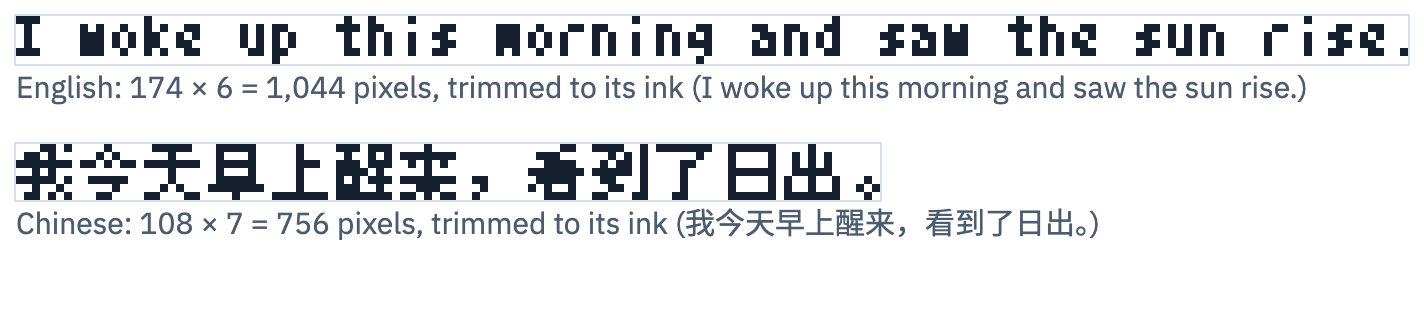 I woke up this morning and saw the sun rise.
English: 174 × 6 = 1,044 pixels, trimmed to its ink (I woke up this morning and saw the sun rise.)
我今天早上醒来，看到了日出。
Chinese: 108 × 7 = 756 pixels, trimmed to its ink (我今天早上醒来，看到了日出。)